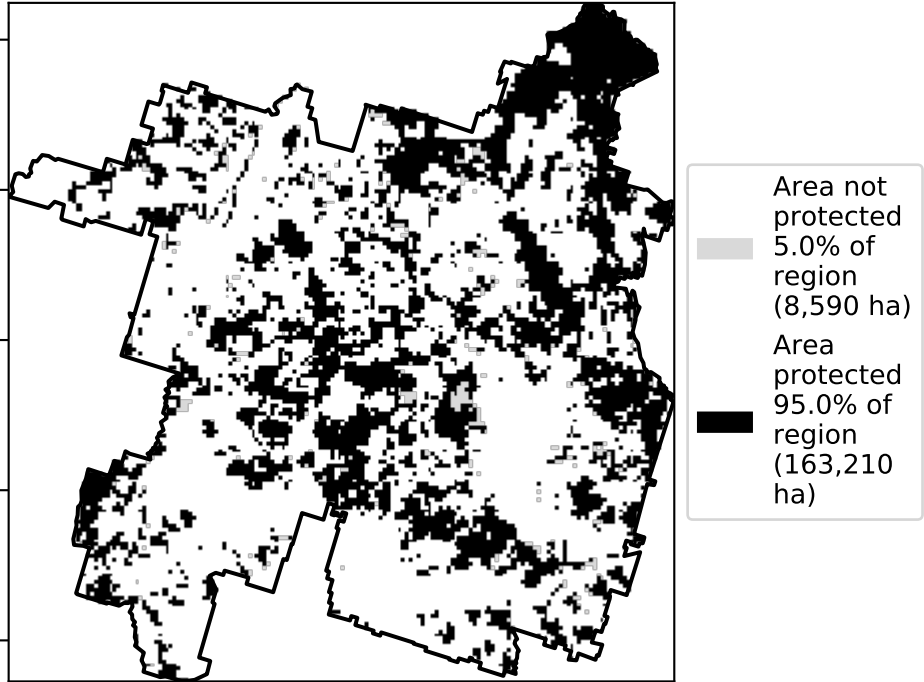 Area not
protected
5.0% of
region
(8,590 ha)
Area
protected
95.0% of
region
(163,210
ha)